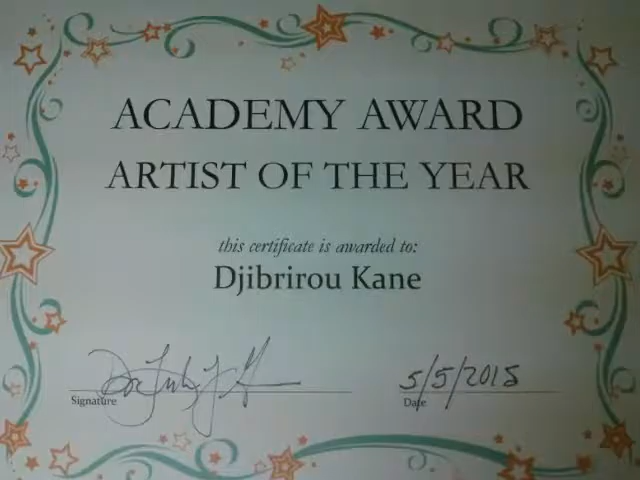 ACADEMY AWARD
ARTIST OF THE YEAR
this certificate is awarded to:
Djibrirou Kane
5/5/2015
Signature
Date